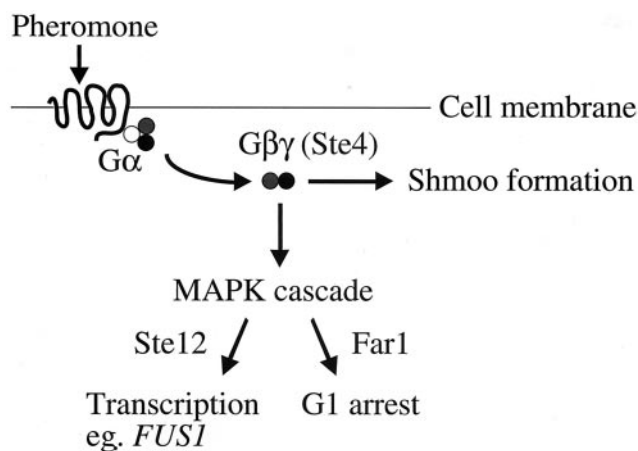 Pheromone
Cell membrane
Gα
Gβγ (Ste4)
Shmoo formation
MAPK cascade
Ste12
Far1
Transcription
eg. FUS1
G1 arrest